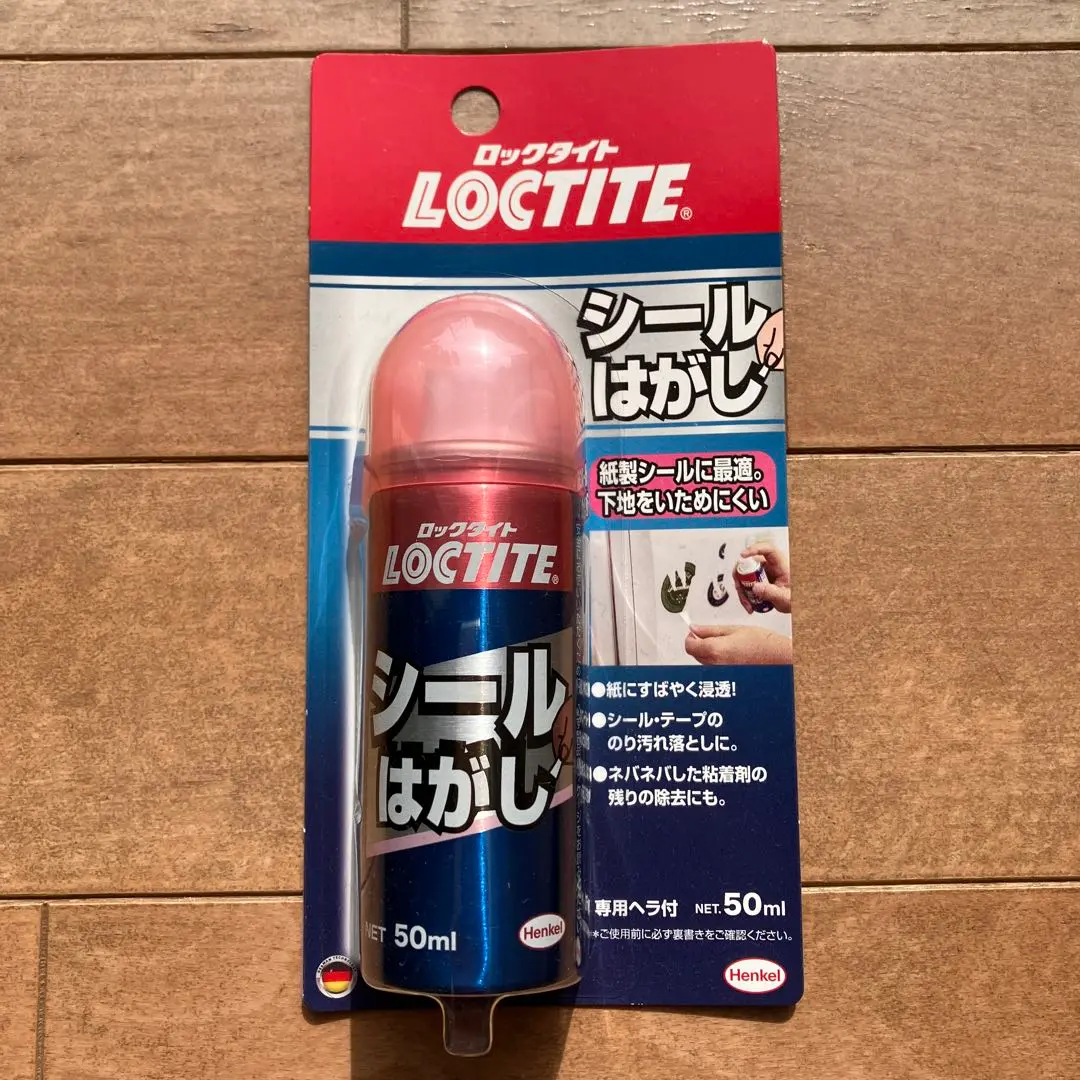 ロックタイト
LOCTITE®
シール
はがし
紙製シールに最適。
下地をいためにくい
ロックタイト
LOCTITE®
シール
はがし
NET 50ml
Henkel
●紙にすばやく浸透!
●シール・テープの
のり汚れ落としに。
●ネバネバした粘着剤の
残りの除去にも。
専用ヘラ付 NET.50ml
*ご使用前に必ず裏書きをご確認ください。
Henkel